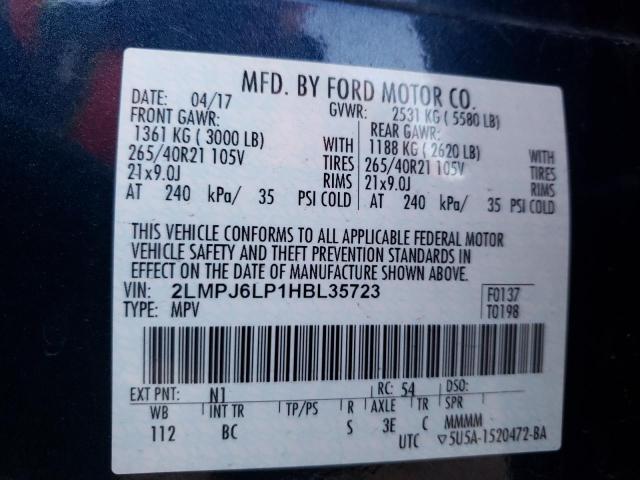 MFD. BY FORD MOTOR CO.
DATE: 04/17 GVWR: 2531 KG ( 5580 LB)
FRONT GAWR: REAR GAWR:
1361 KG ( 3000 LB) 1188 KG ( 2620 LB)
265/40R21 105V TIRES 265/40R21 105V TIRES
21x9.0J RIMS 21x9.0J RIMS
AT 240 kPa/ 35 PSI COLD AT 240 kPa/ 35 PSI COLD
THIS VEHICLE CONFORMS TO ALL APPLICABLE FEDERAL MOTOR
VEHICLE SAFETY AND THEFT PREVENTION STANDARDS IN
EFFECT ON THE DATE OF MANUFACTURE SHOWN ABOVE.
VIN: 2LMPJ6LP1HBL35723 F0137
TYPE: MPV T0198
EXT PNT: N1 RC: 54 DSO:
WB INT TR TP/PS R AXLE TR SPR
112 BC S 3E C MMMM
UTC ▽5U5A-1520472-BA